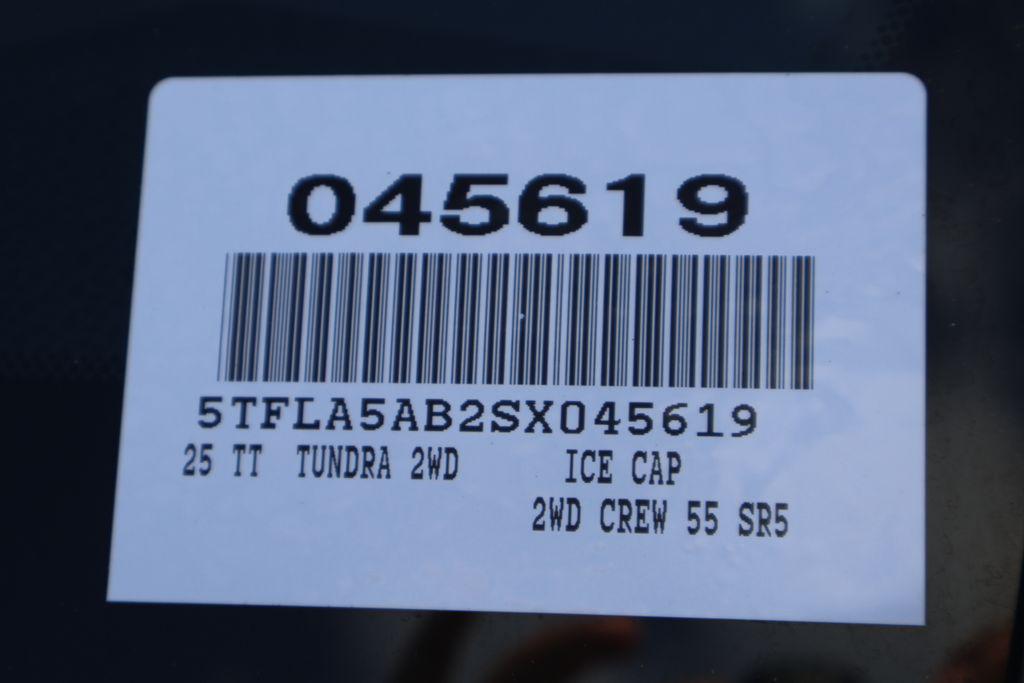 045619
5TFLA5AB2SX045619
25 TT TUNDRA 2WD ICE CAP
2WD CREW 55 SR5